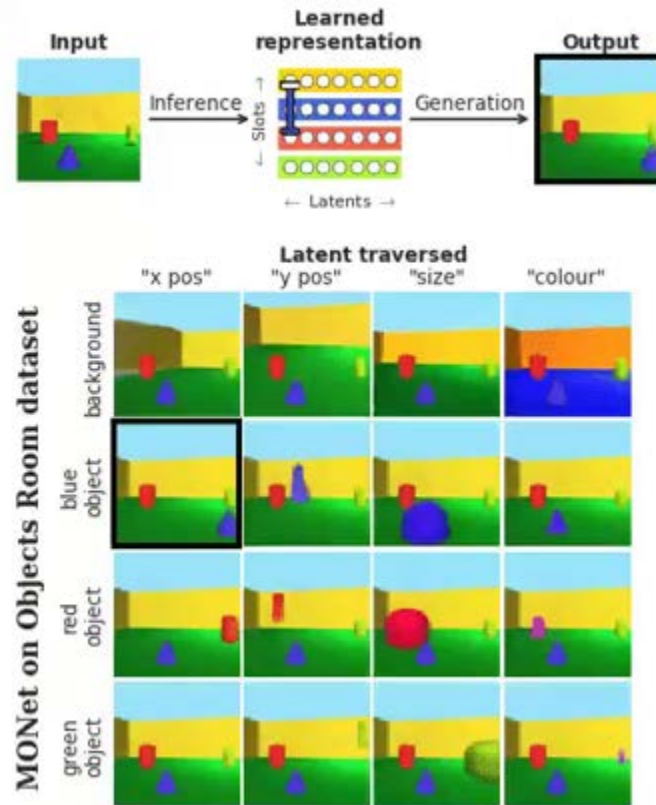 Input
Learned
representation
Output
Inference
Generation
← Slots →
← Latents →
Latent traversed
"x pos" "y pos" "size" "colour"
MONet on Objects Room dataset
background
blue
object
red
object
green
object